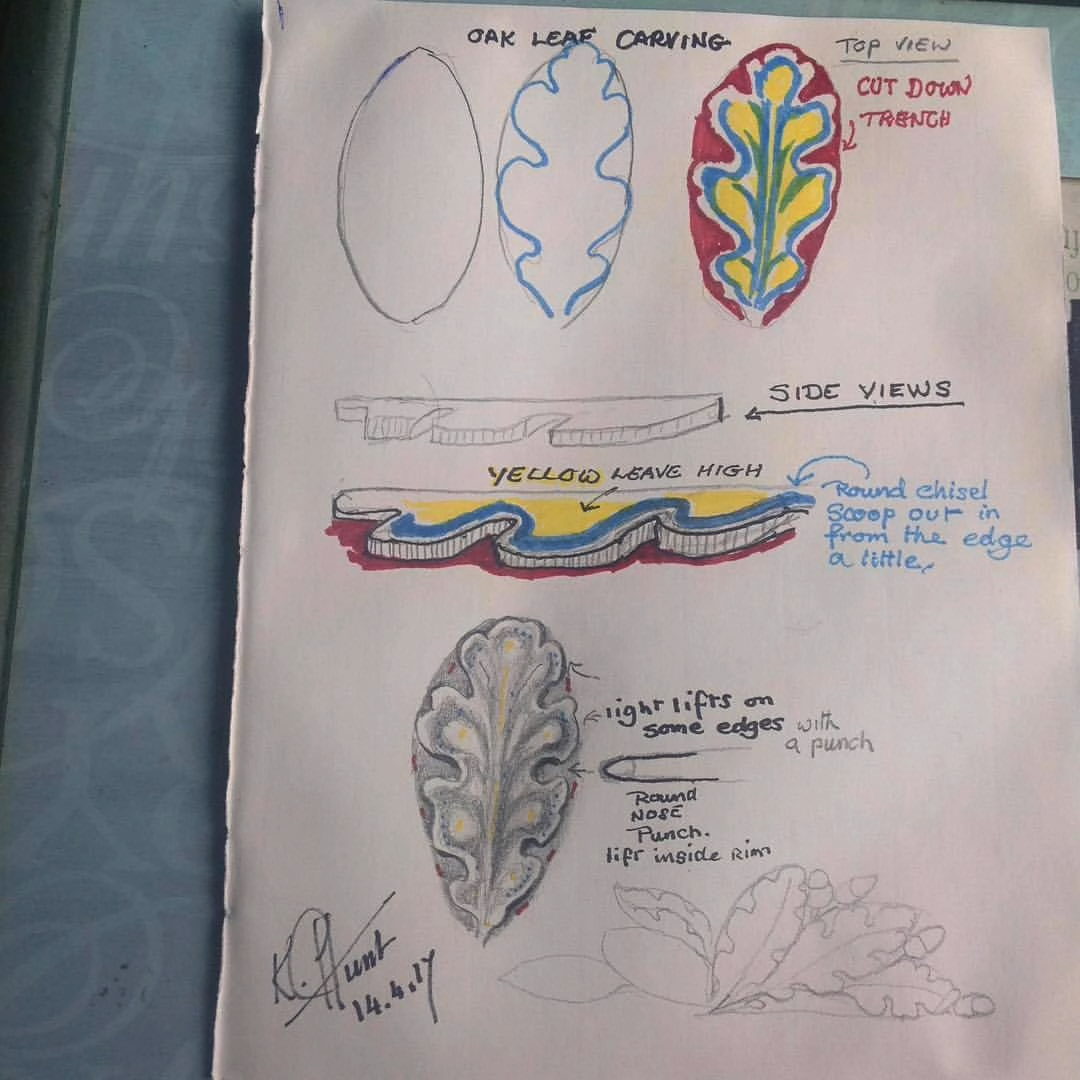 OAK LEAF CARVING
TOP VIEW
CUT DOWN
TRENCH
SIDE VIEWS
YELLOW LEAVE HIGH
Round chisel
Scoop out in
from the edge
a little.
light lifts on
some edges with
a punch
Round
NOSE
Punch.
lift inside Rim
K. Hunt
14.4.17